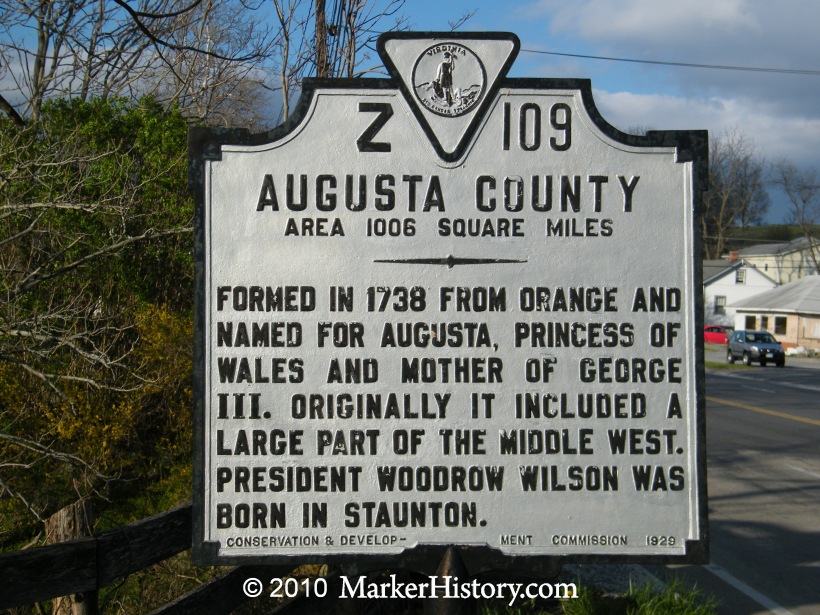 VIRGINIA
Z 109
AUGUSTA COUNTY
AREA 1006 SQUARE MILES
FORMED IN 1738 FROM ORANGE AND
NAMED FOR AUGUSTA, PRINCESS OF
WALES AND MOTHER OF GEORGE
III. ORIGINALLY IT INCLUDED A
LARGE PART OF THE MIDDLE WEST.
PRESIDENT WOODROW WILSON WAS
BORN IN STAUNTON.
CONSERVATION & DEVELOP- MENT COMMISSION 1929
© 2010 MarkerHistory.com